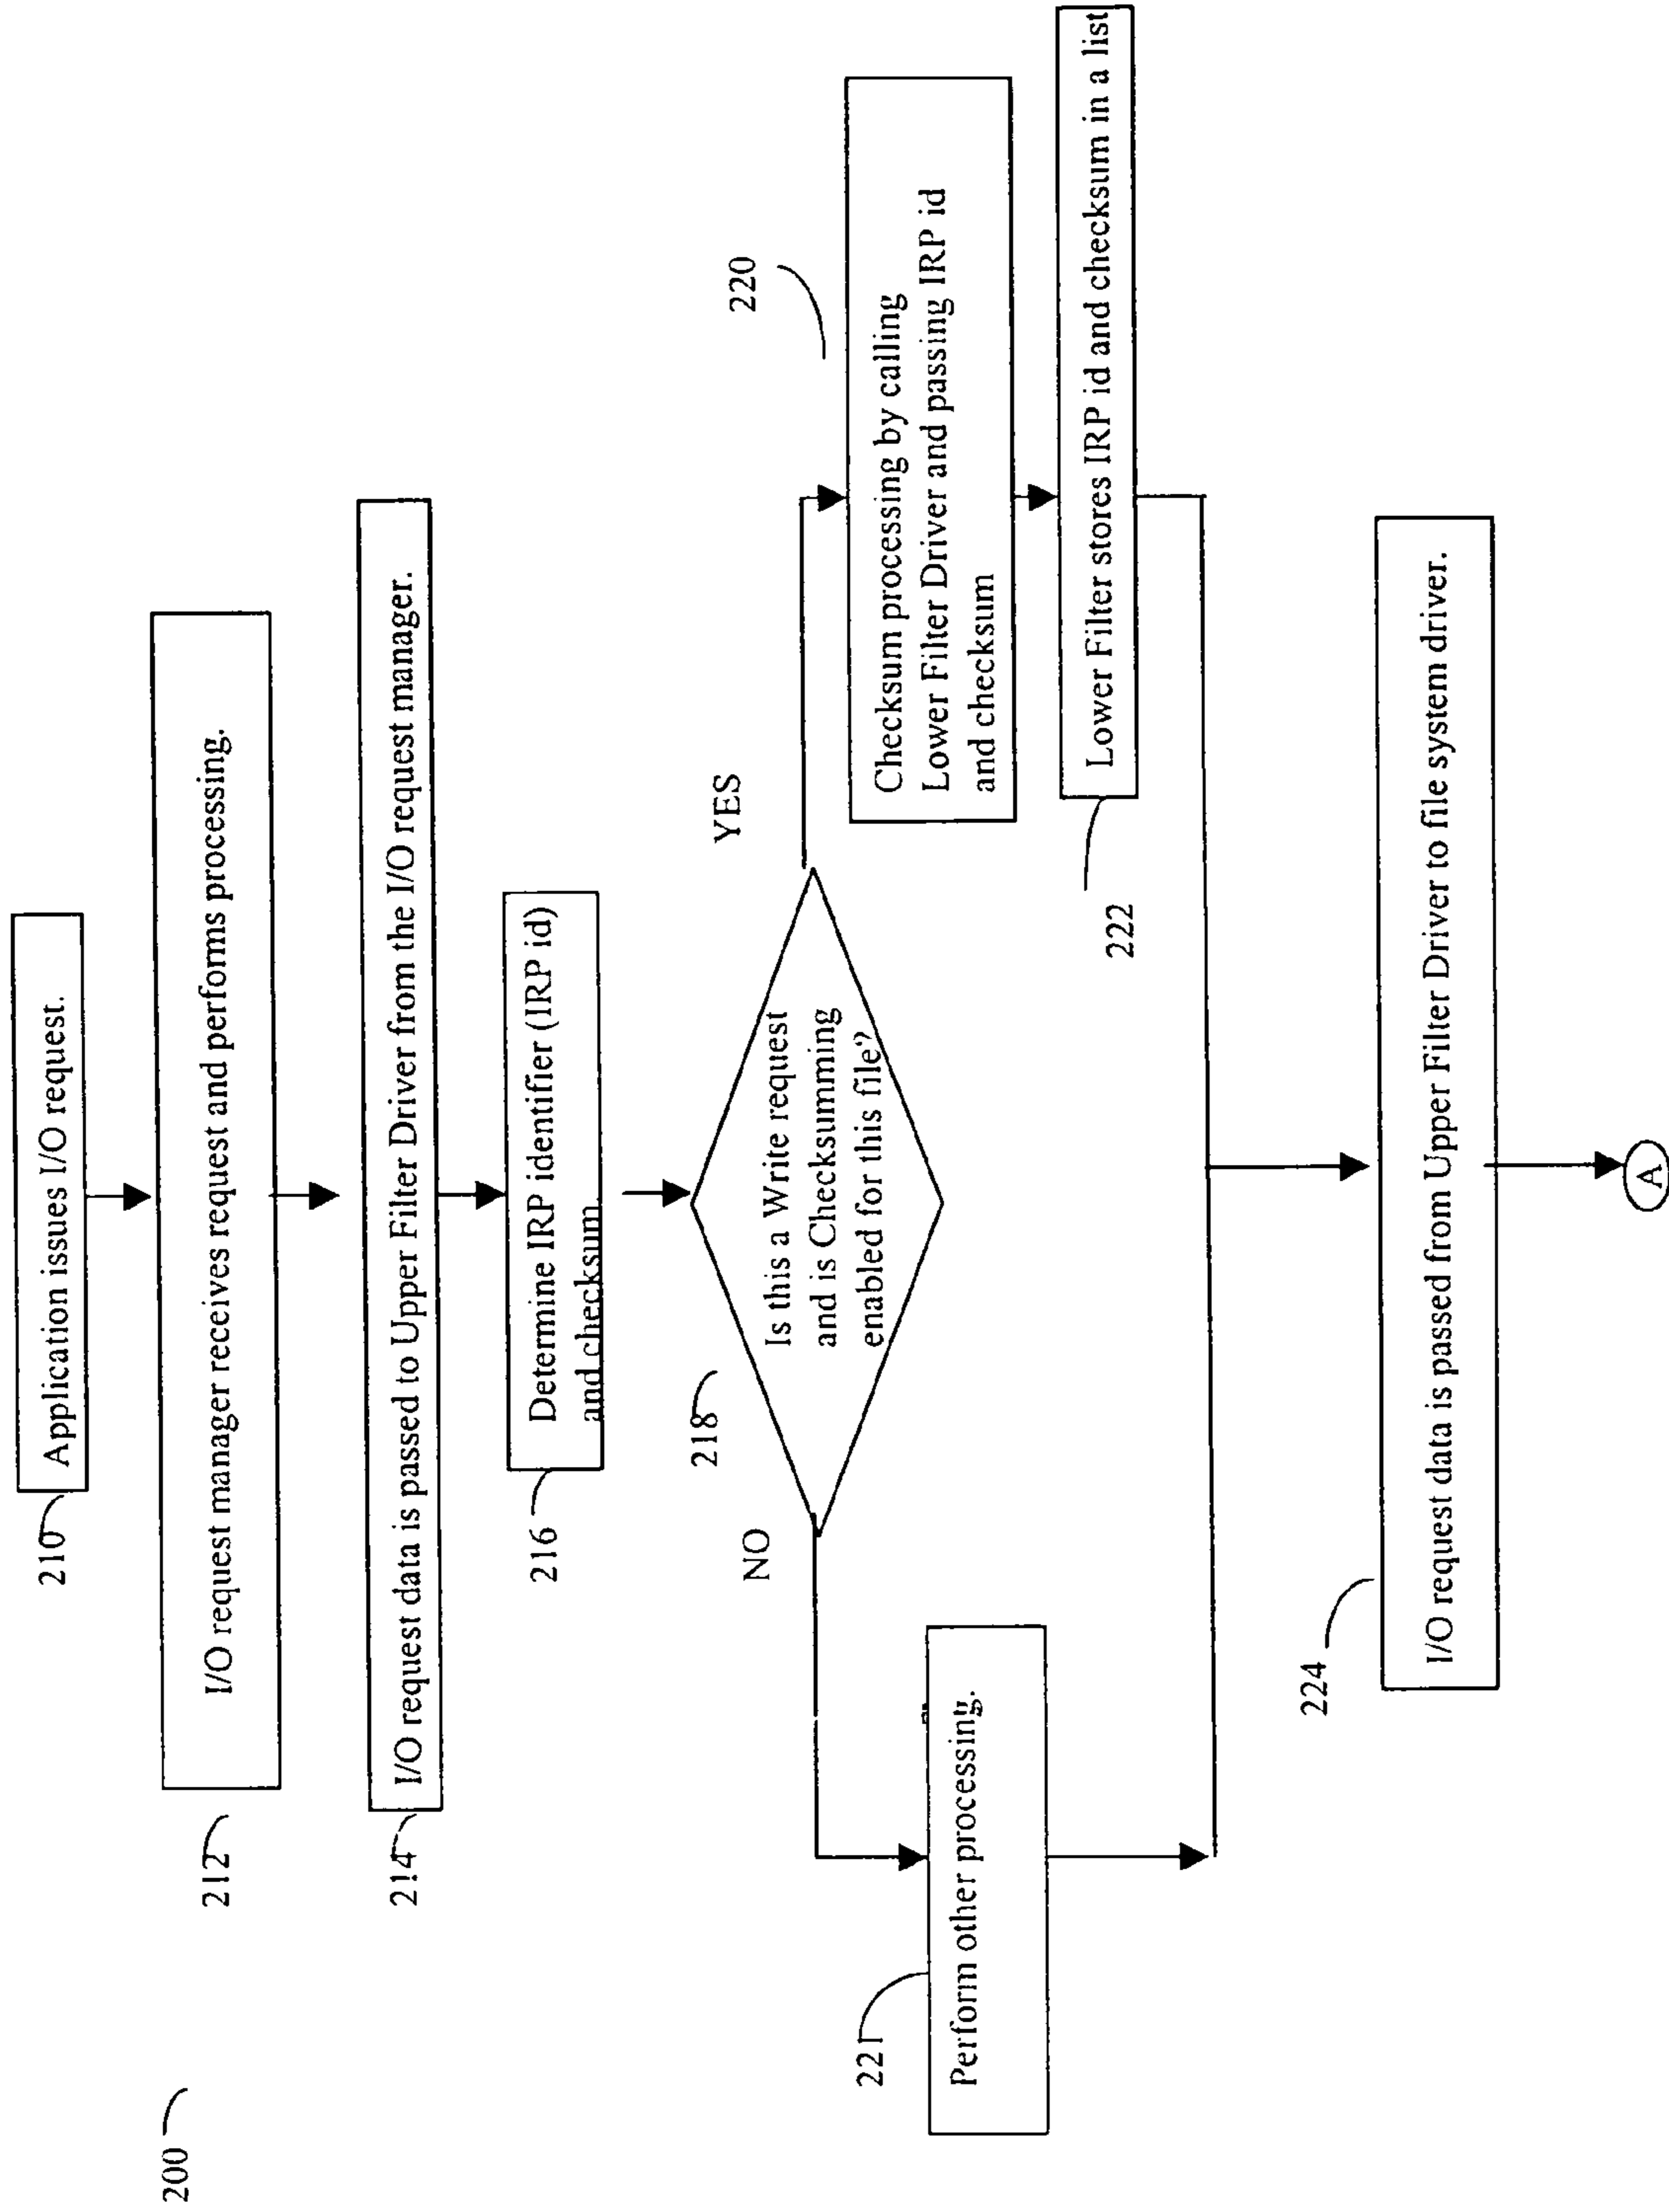 200
210
Application issues I/O request.
212
I/O request manager receives request and performs processing.
214
I/O request data is passed to Upper Filter Driver from the I/O request manager.
216
Determine IRP identifier (IRP id)
and checksum
218
Is this a Write request
and is Checksumming
enabled for this file?
NO
YES
221
Perform other processing.
220
Checksum processing by calling
Lower Filter Driver and passing IRP id
and checksum
222
Lower Filter stores IRP id and checksum in a list
224
I/O request data is passed from Upper Filter Driver to file system driver.
A